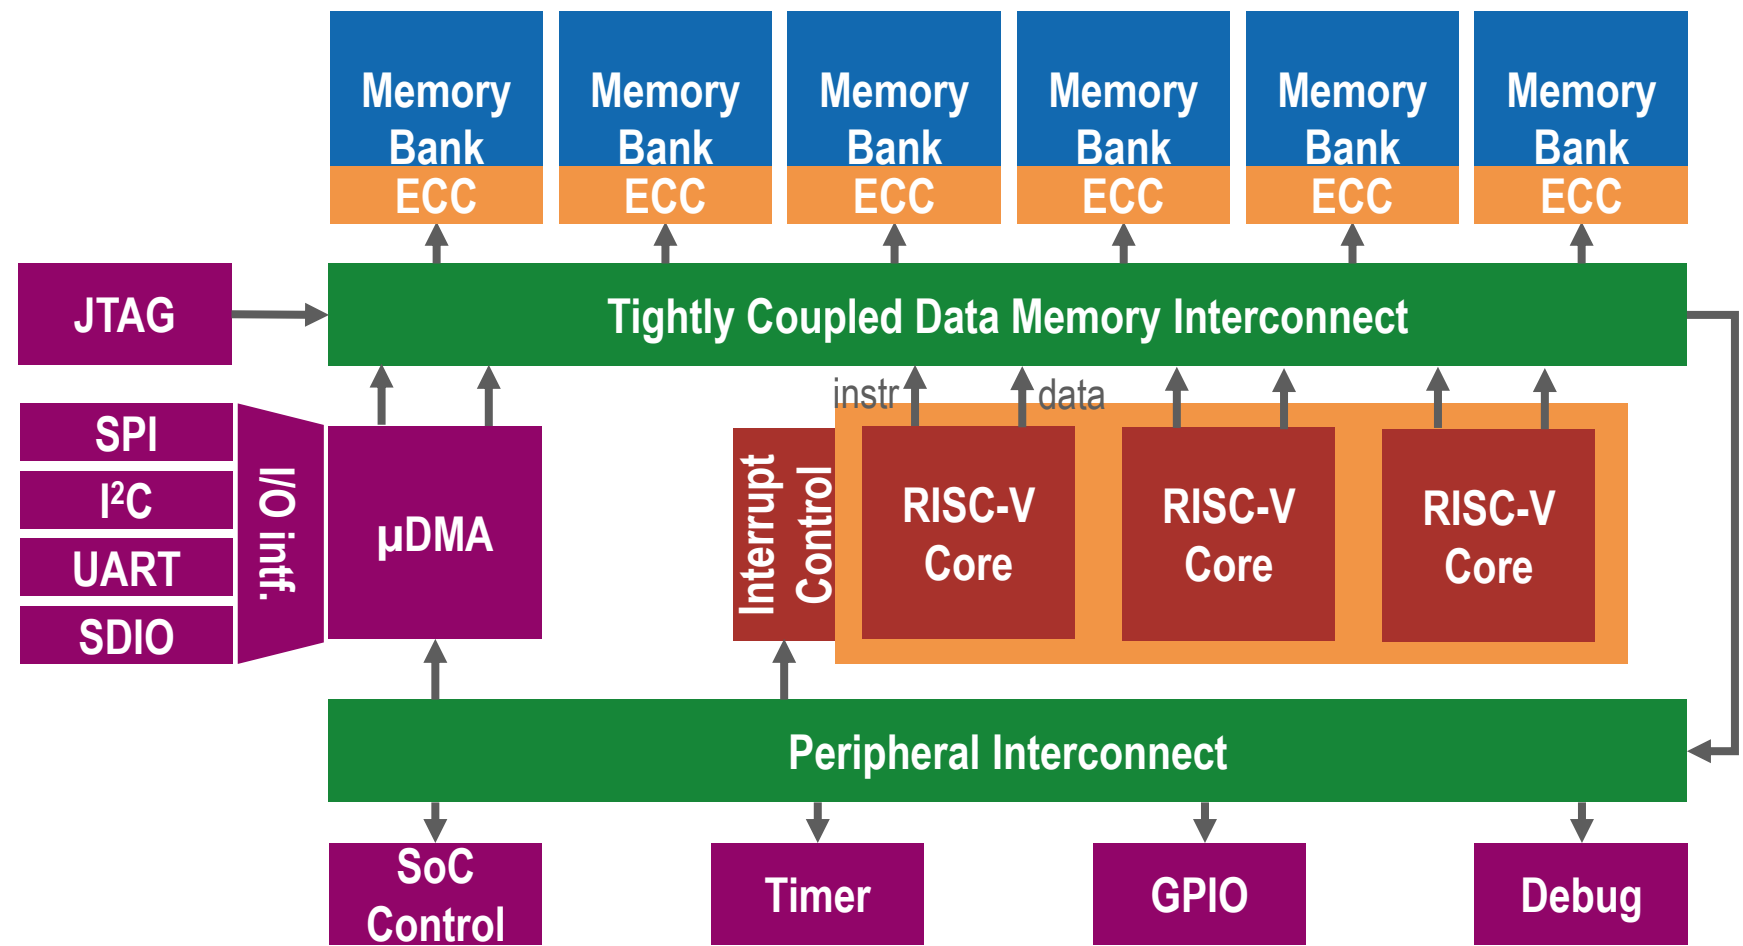 Memory
Bank
ECC
Memory
Bank
ECC
Memory
Bank
ECC
Memory
Bank
ECC
Memory
Bank
ECC
Memory
Bank
ECC
JTAG
Tightly Coupled Data Memory Interconnect
instr
data
SPI
I²C
UART
SDIO
I/O intf.
µDMA
Interrupt
Control
RISC-V
Core
RISC-V
Core
RISC-V
Core
Peripheral Interconnect
SoC
Control
Timer
GPIO
Debug